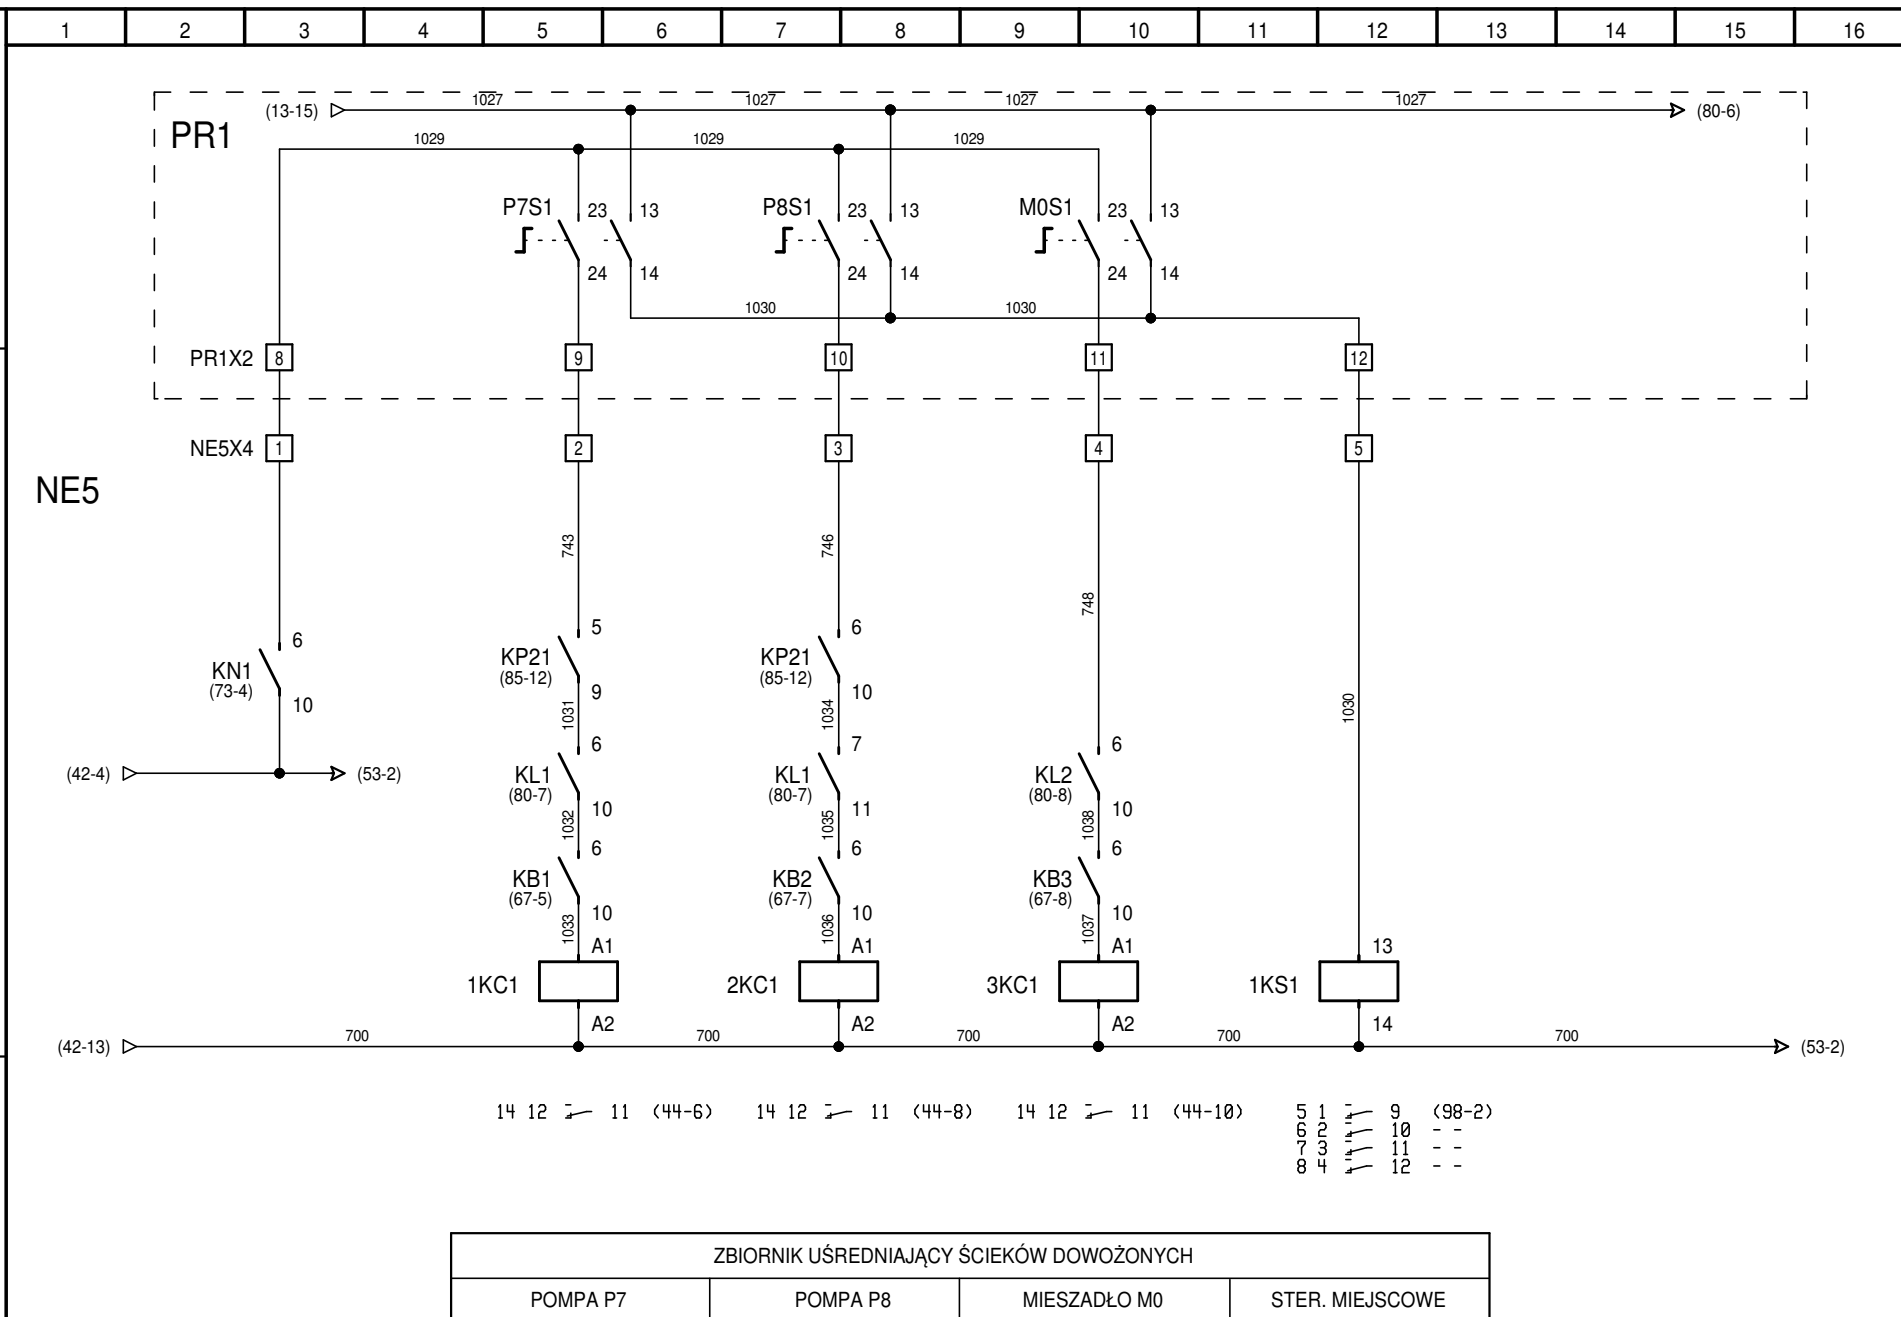 1 2 3 4 5 6 7 8 9 10 11 12 13 14 15 16
(13-15) 1027 1027 1027 1027 (80-6)
PR1
1029 1029 1029
P7S1 23 13 P8S1 23 13 M0S1 23 13
24 14 24 14 24 14
1030 1030
PR1X2 8 9 10 11 12
NE5X4 1 2 3 4 5
NE5
743 746
748
5 6
6
KP21 KP21
KN1 (85-12) (85-12)
(73-4) 9 10
10 1031 1034 1030
6 7 6
(42-4) (53-2) KL1 KL1 KL2
(80-7) (80-7) (80-8)
10 11 10
1032 1035 1038
6 6 6
KB1 KB2 KB3
(67-5) (67-7) (67-8)
10 10 10
1033 1036 1037
A1 A1 A1 13
1KC1 2KC1 3KC1 1KS1
A2 A2 A2 14
(42-13) 700 700 700 700 700 (53-2)
14 12 11 (44-6) 14 12 11 (44-8) 14 12 11 (44-10) 5 1 9 (98-2)
6 2 10 - -
7 3 11 - -
8 4 12 - -
ZBIORNIK UŚREDNIAJĄCY ŚCIEKÓW DOWOŻONYCH
POMPA P7 POMPA P8 MIESZADŁO M0 STER. MIEJSCOWE